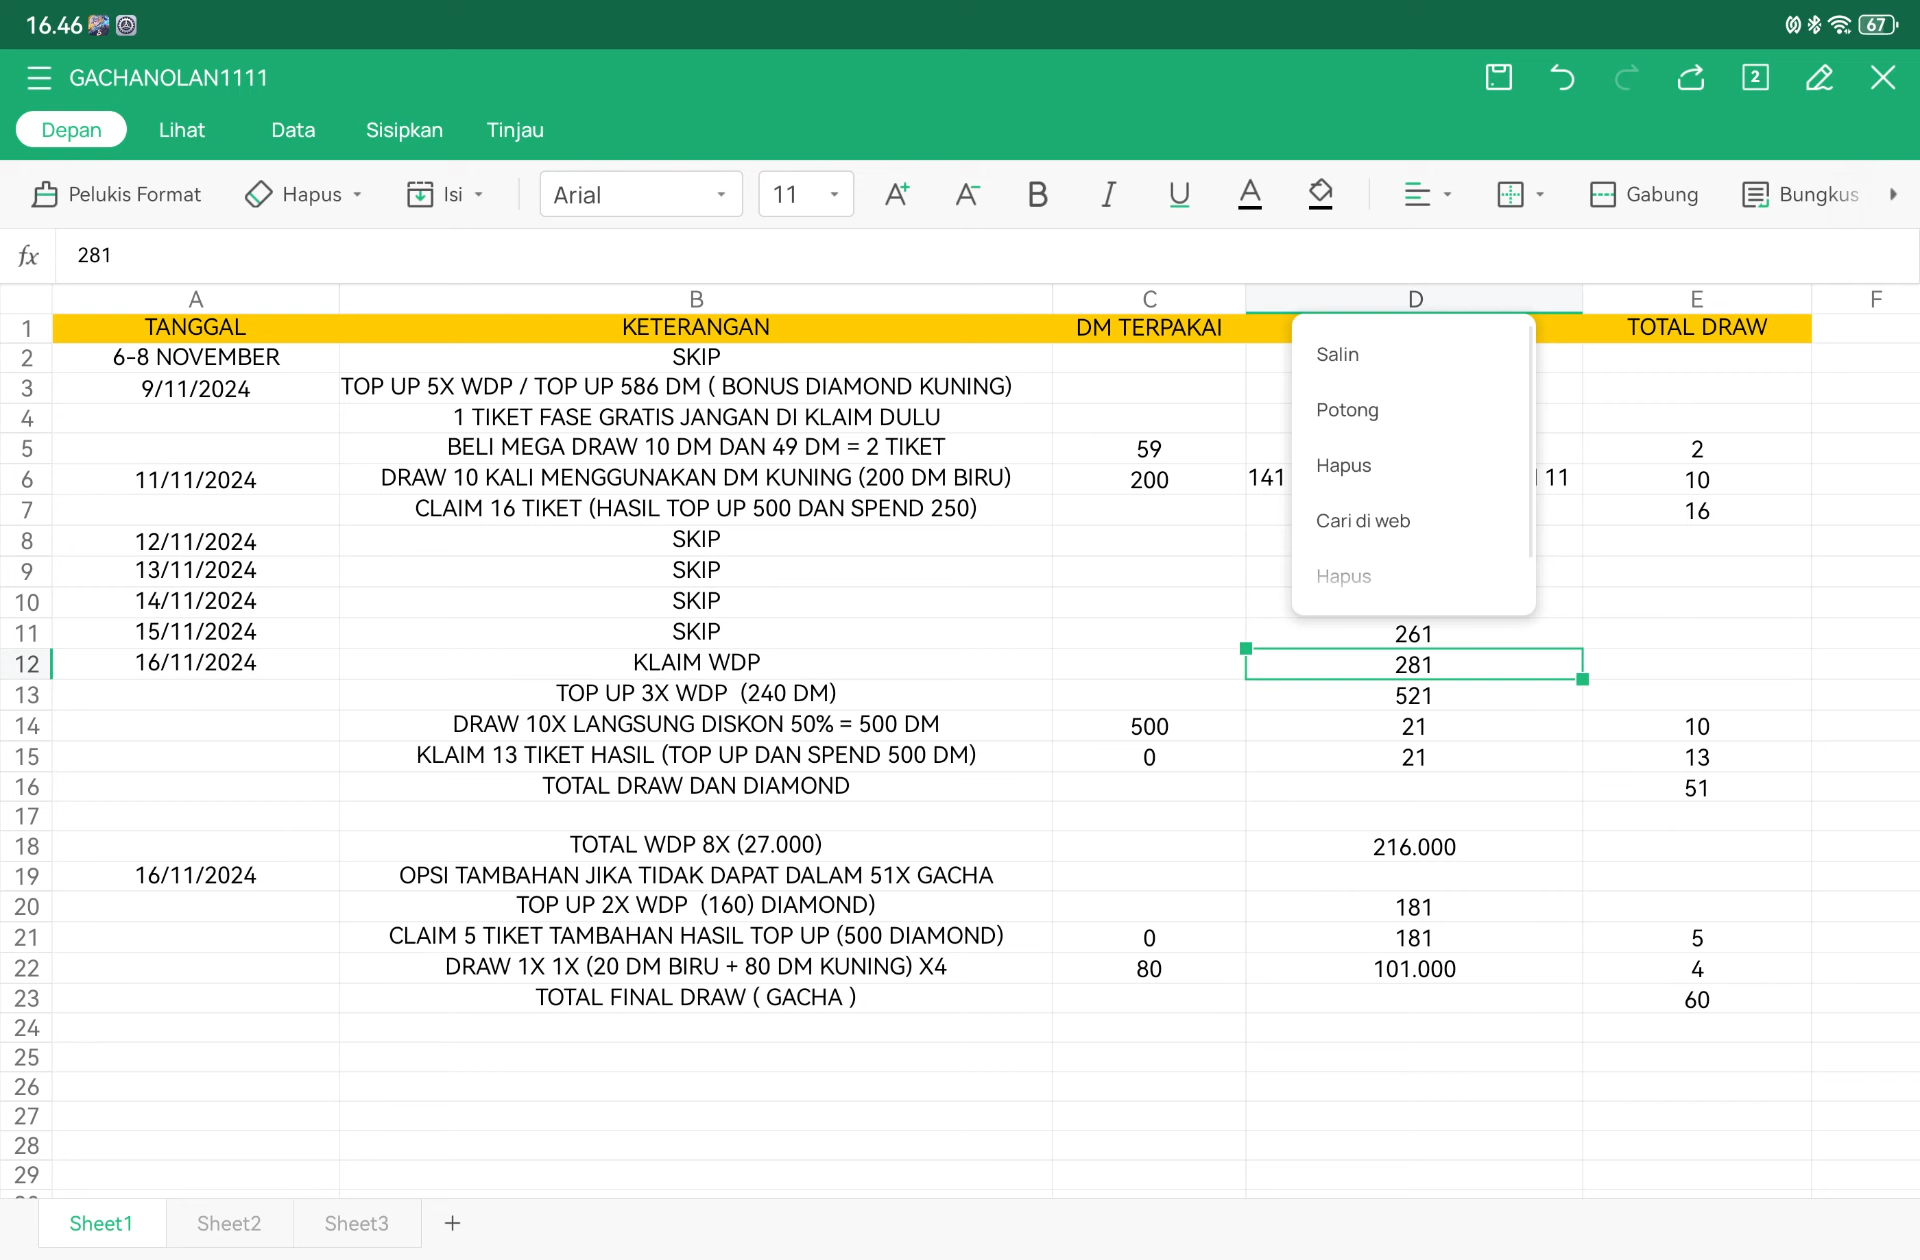 16.46
67
GACHANOLAN1111
2
Depan Lihat Data Sisipkan Tinjau
Pelukis Format Hapus Isi Arial 11 A+ A- B I U A Gabung Bungkus
fx 281
A B C D E F
1 TANGGAL KETERANGAN DM TERPAKAI TOTAL DRAW
2 6-8 NOVEMBER SKIP
3 9/11/2024 TOP UP 5X WDP / TOP UP 586 DM ( BONUS DIAMOND KUNING)
4 1 TIKET FASE GRATIS JANGAN DI KLAIM DULU
5 BELI MEGA DRAW 10 DM DAN 49 DM = 2 TIKET 59 2
6 11/11/2024 DRAW 10 KALI MENGGUNAKAN DM KUNING (200 DM BIRU) 200 141 11 10
7 CLAIM 16 TIKET (HASIL TOP UP 500 DAN SPEND 250) 16
8 12/11/2024 SKIP
9 13/11/2024 SKIP
10 14/11/2024 SKIP
11 15/11/2024 SKIP 261
12 16/11/2024 KLAIM WDP 281
13 TOP UP 3X WDP (240 DM) 521
14 DRAW 10X LANGSUNG DISKON 50% = 500 DM 500 21 10
15 KLAIM 13 TIKET HASIL (TOP UP DAN SPEND 500 DM) 0 21 13
16 TOTAL DRAW DAN DIAMOND 51
17
18 TOTAL WDP 8X (27.000) 216.000
19 16/11/2024 OPSI TAMBAHAN JIKA TIDAK DAPAT DALAM 51X GACHA
20 TOP UP 2X WDP (160) DIAMOND) 181
21 CLAIM 5 TIKET TAMBAHAN HASIL TOP UP (500 DIAMOND) 0 181 5
22 DRAW 1X 1X (20 DM BIRU + 80 DM KUNING) X4 80 101.000 4
23 TOTAL FINAL DRAW ( GACHA ) 60
24
25
26
27
28
29
Salin
Potong
Hapus
Cari di web
Hapus
Sheet1 Sheet2 Sheet3 +